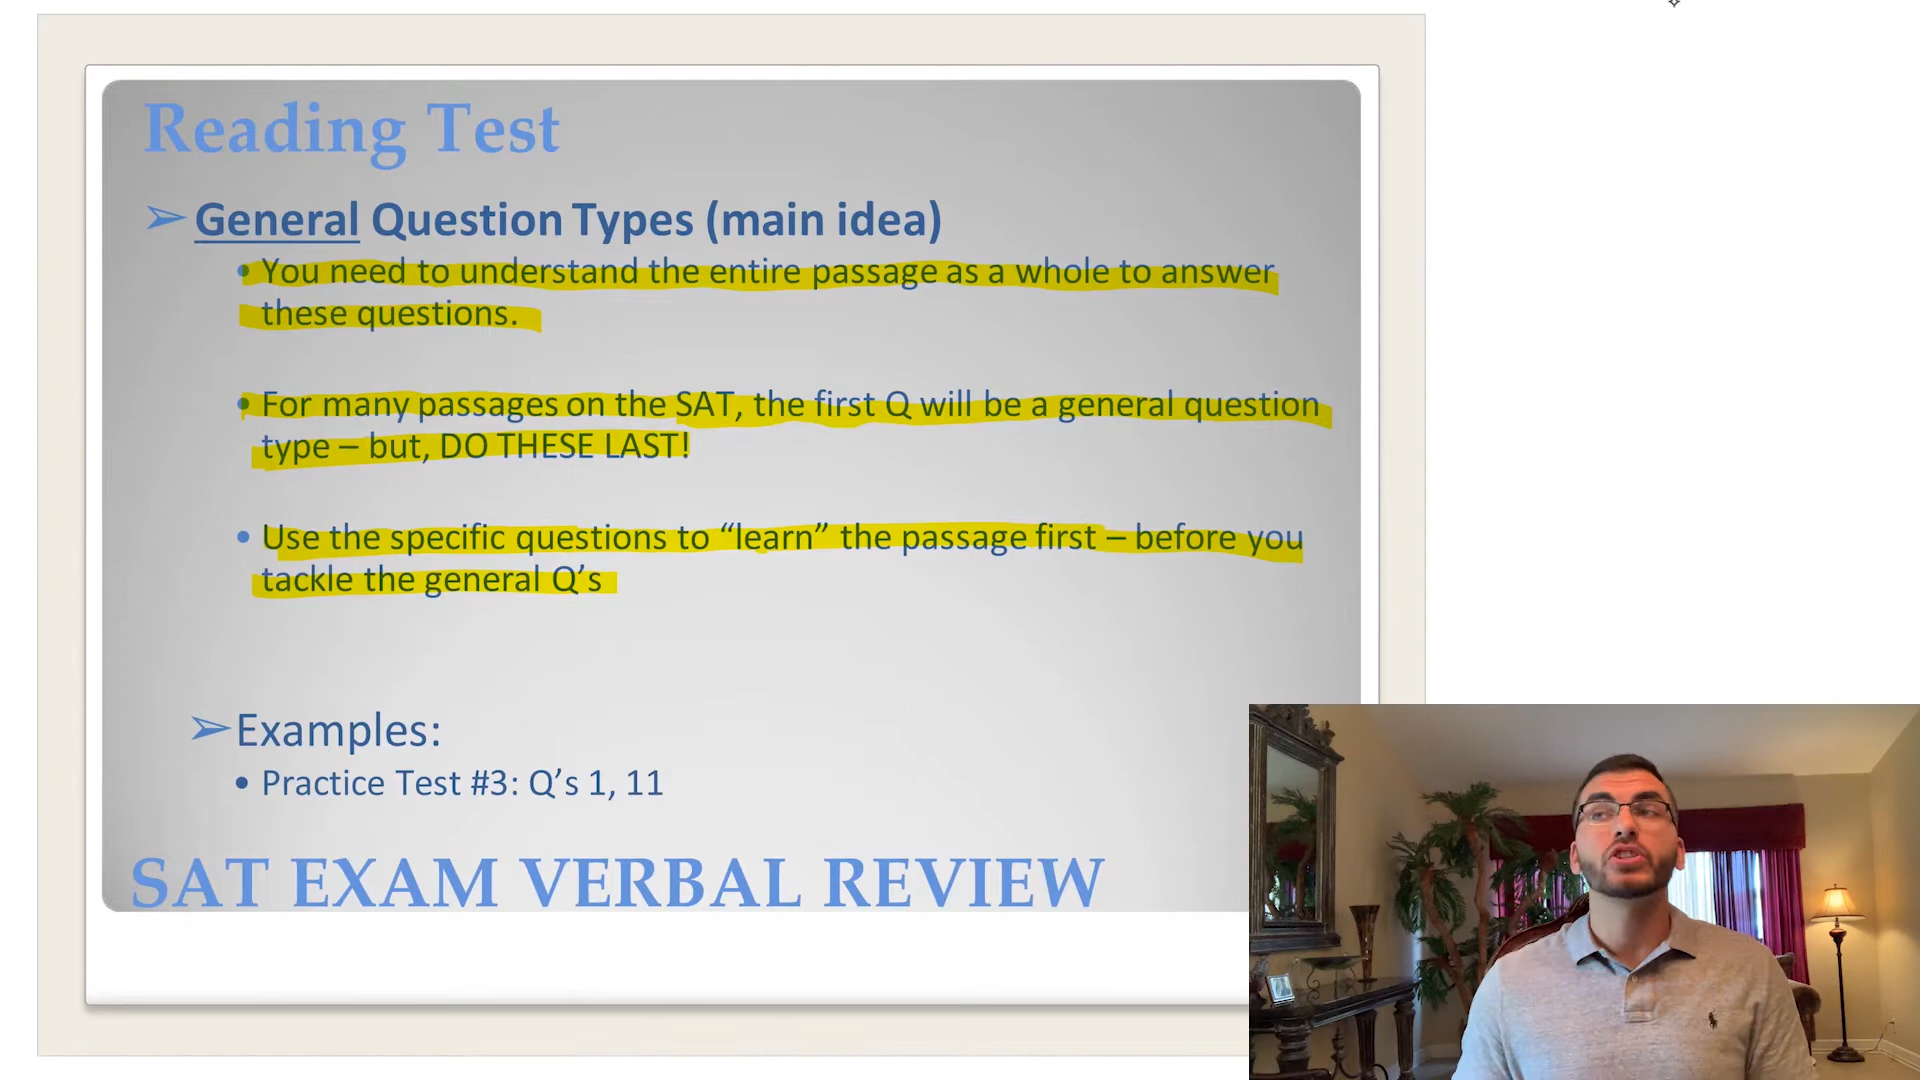 Reading Test
➢ General Question Types (main idea)
• You need to understand the entire passage as a whole to answer
these questions.
• For many passages on the SAT, the first Q will be a general question
type – but, DO THESE LAST!
• Use the specific questions to “learn” the passage first – before you
tackle the general Q’s
➢ Examples:
• Practice Test #3: Q’s 1, 11
SAT EXAM VERBAL REVIEW